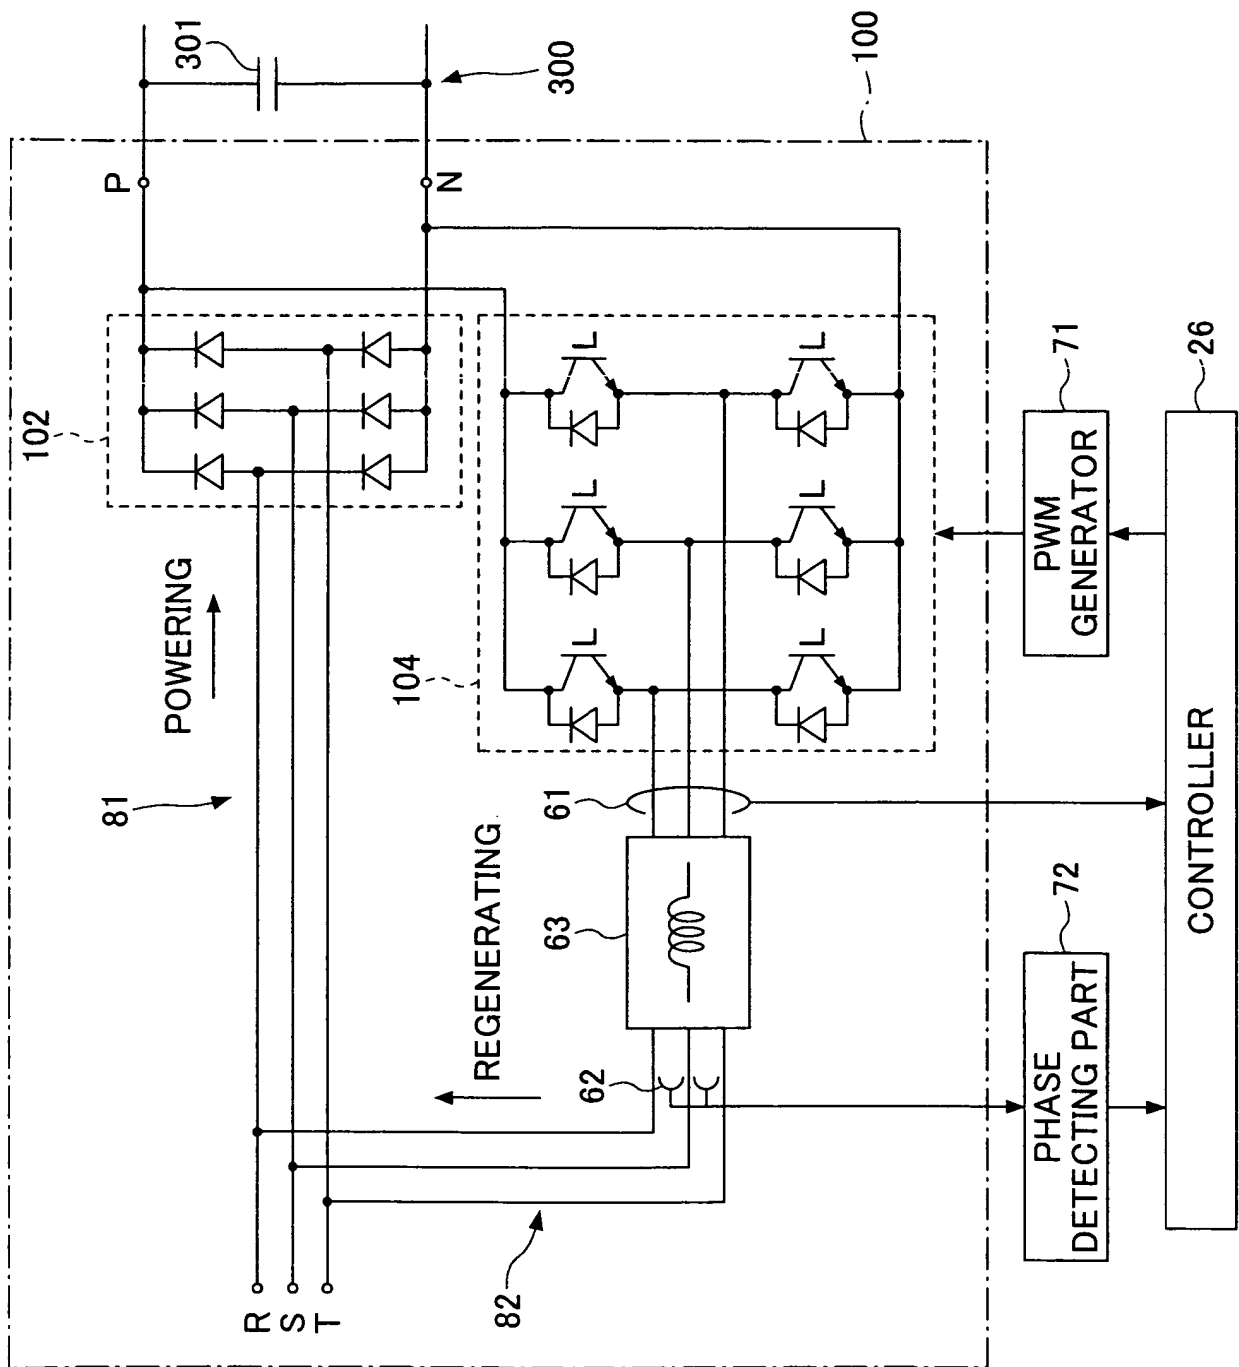 301
300
100
P
N
102
POWERING
81
104
L
L
L
L
L
L
61
REGENERATING
63
62
82
R
S
T
71
PWM
GENERATOR
26
CONTROLLER
72
PHASE
DETECTING PART